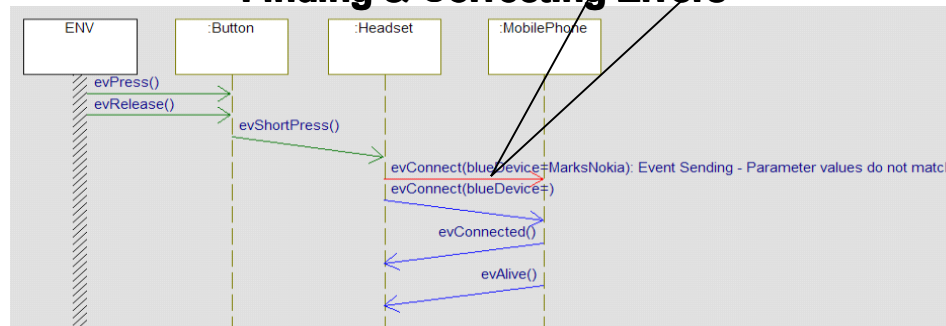 Finding & Correcting Errors
ENV :Button :Headset :MobilePhone
evPress()
evRelease()
evShortPress()
evConnect(blueDevice=MarksNokia): Event Sending - Parameter values do not matc
evConnect(blueDevice=)
evConnected()
evAlive()